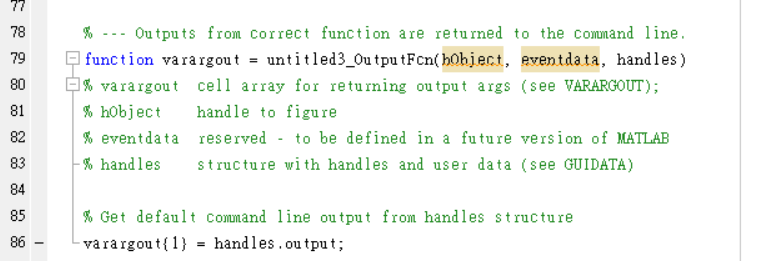 77
78 % --- Outputs from correct function are returned to the command line.
79 function varargout = untitled3_OutputFcn(hObject, eventdata, handles)
80 % varargout  cell array for returning output args (see VARARGOUT);
81 % hObject    handle to figure
82 % eventdata  reserved - to be defined in a future version of MATLAB
83 % handles    structure with handles and user data (see GUIDATA)
84
85 % Get default command line output from handles structure
86 – varargout{1} = handles.output;